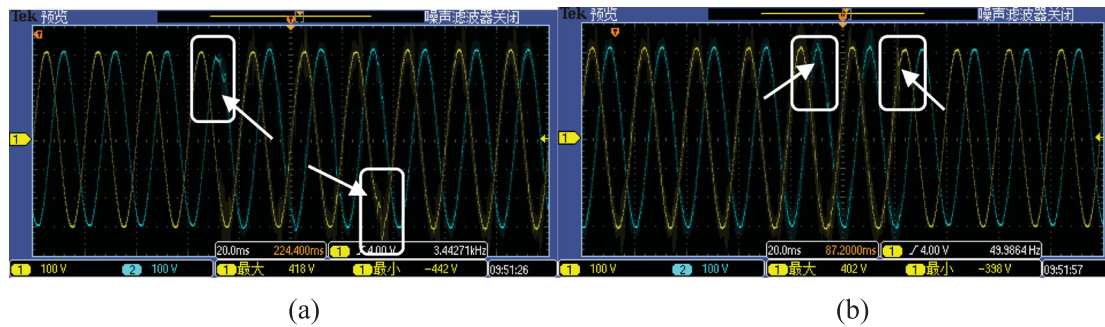 Tek 预览
噪声滤波器关闭
1
20.0ms 224.400ms
1 4.00 V 3.44271kHz
1 100 V
2 100 V
1 最大 418 V
1 最小 −442 V
09:51:26
(a)
Tek 预览
噪声滤波器关闭
1
20.0ms 87.2000ms
1 4.00 V 49.9864Hz
1 100 V
2 100 V
1 最大 402 V
1 最小 −398 V
09:51:57
(b)